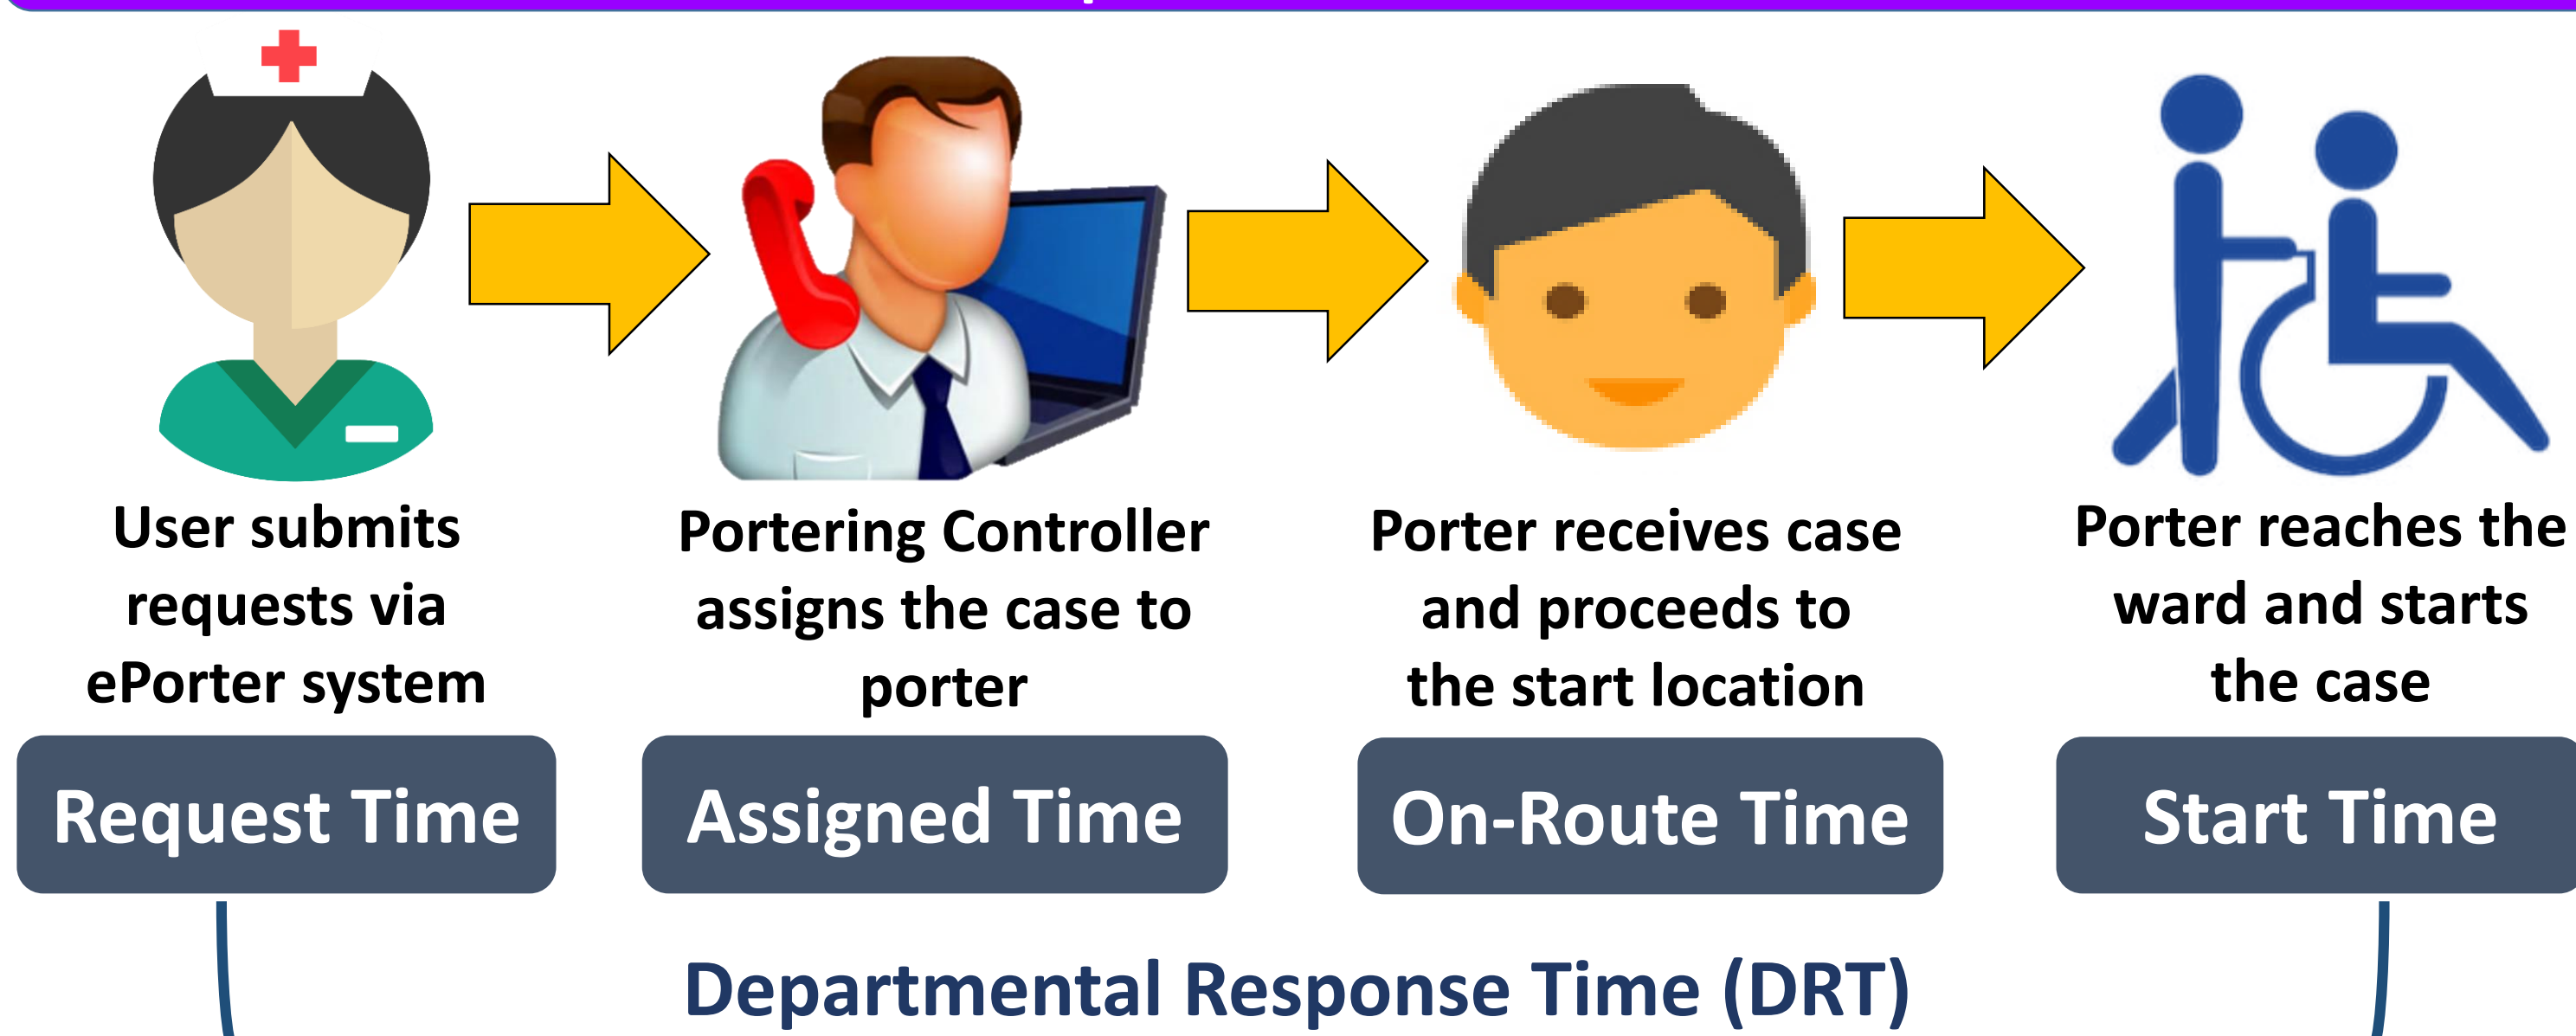 User submits
requests via
ePorter system
Portering Controller
assigns the case to
porter
Porter receives case
and proceeds to
the start location
Porter reaches the
ward and starts
the case
Request Time
Assigned Time
On-Route Time
Start Time
Departmental Response Time (DRT)